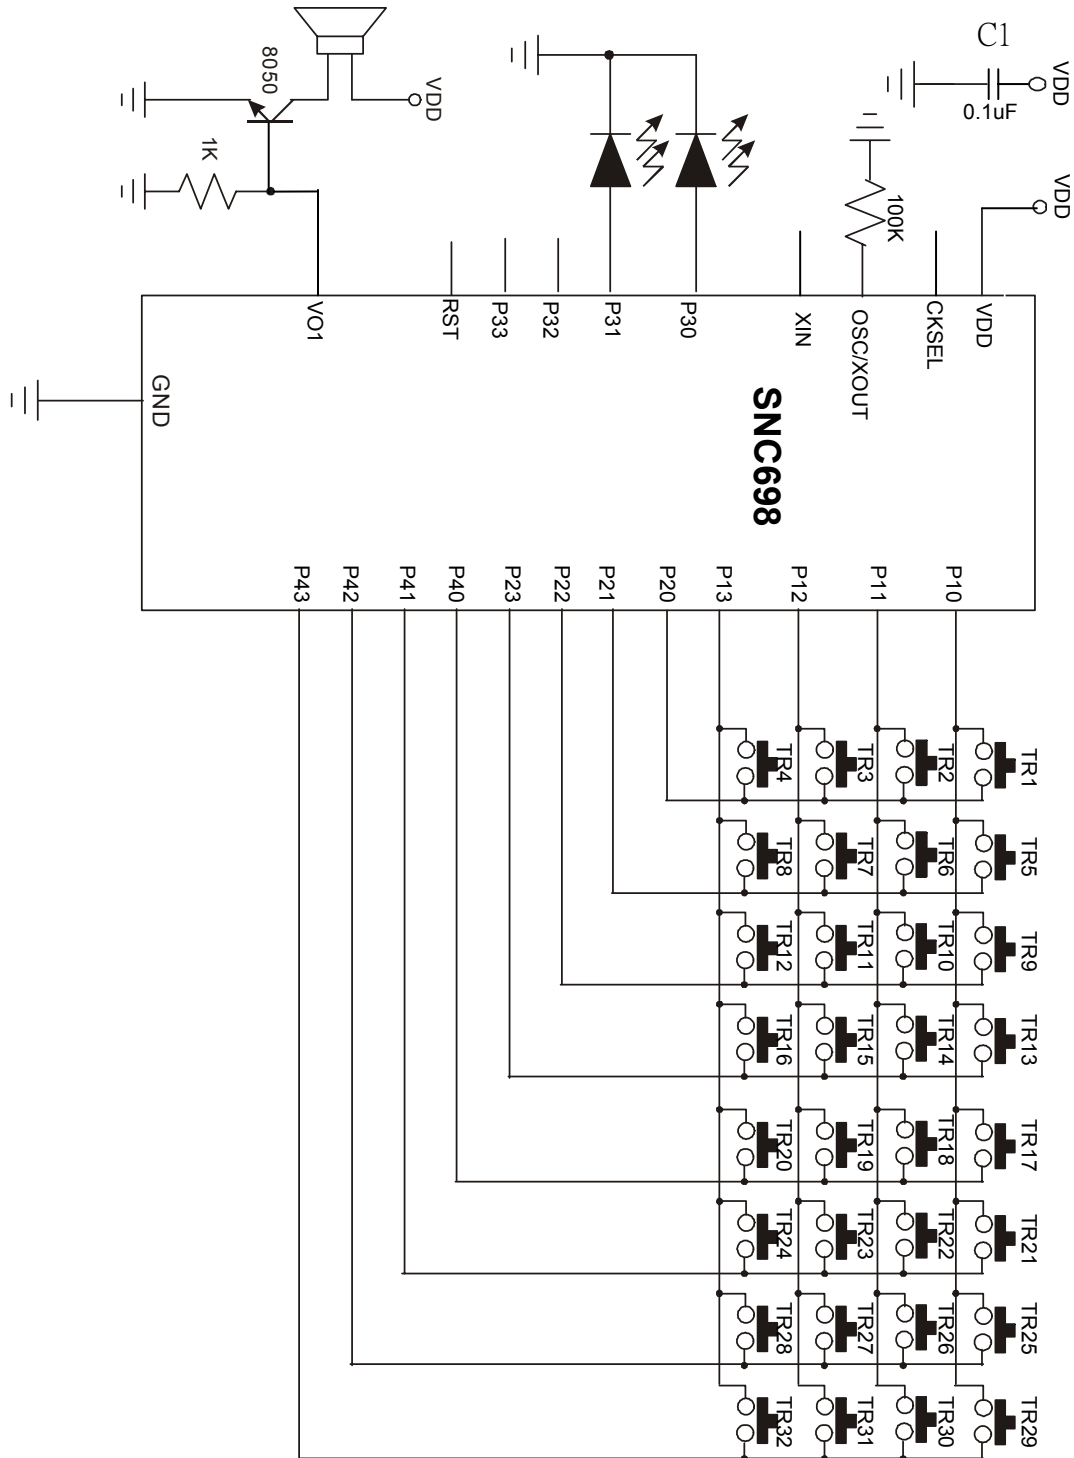 C1
VDD
0.1uF
8050
VDD
1K
100K
VDD
VO1
RST
P33
P32
P31
P30
XIN
OSC/XOUT
CKSEL
VDD
GND
SNC698
P43
P42
P41
P40
P23
P22
P21
P20
P13
P12
P11
P10
TR4
TR3
TR2
TR1
TR8
TR7
TR6
TR5
TR12
TR11
TR10
TR9
TR16
TR15
TR14
TR13
TR20
TR19
TR18
TR17
TR24
TR23
TR22
TR21
TR28
TR27
TR26
TR25
TR32
TR31
TR30
TR29